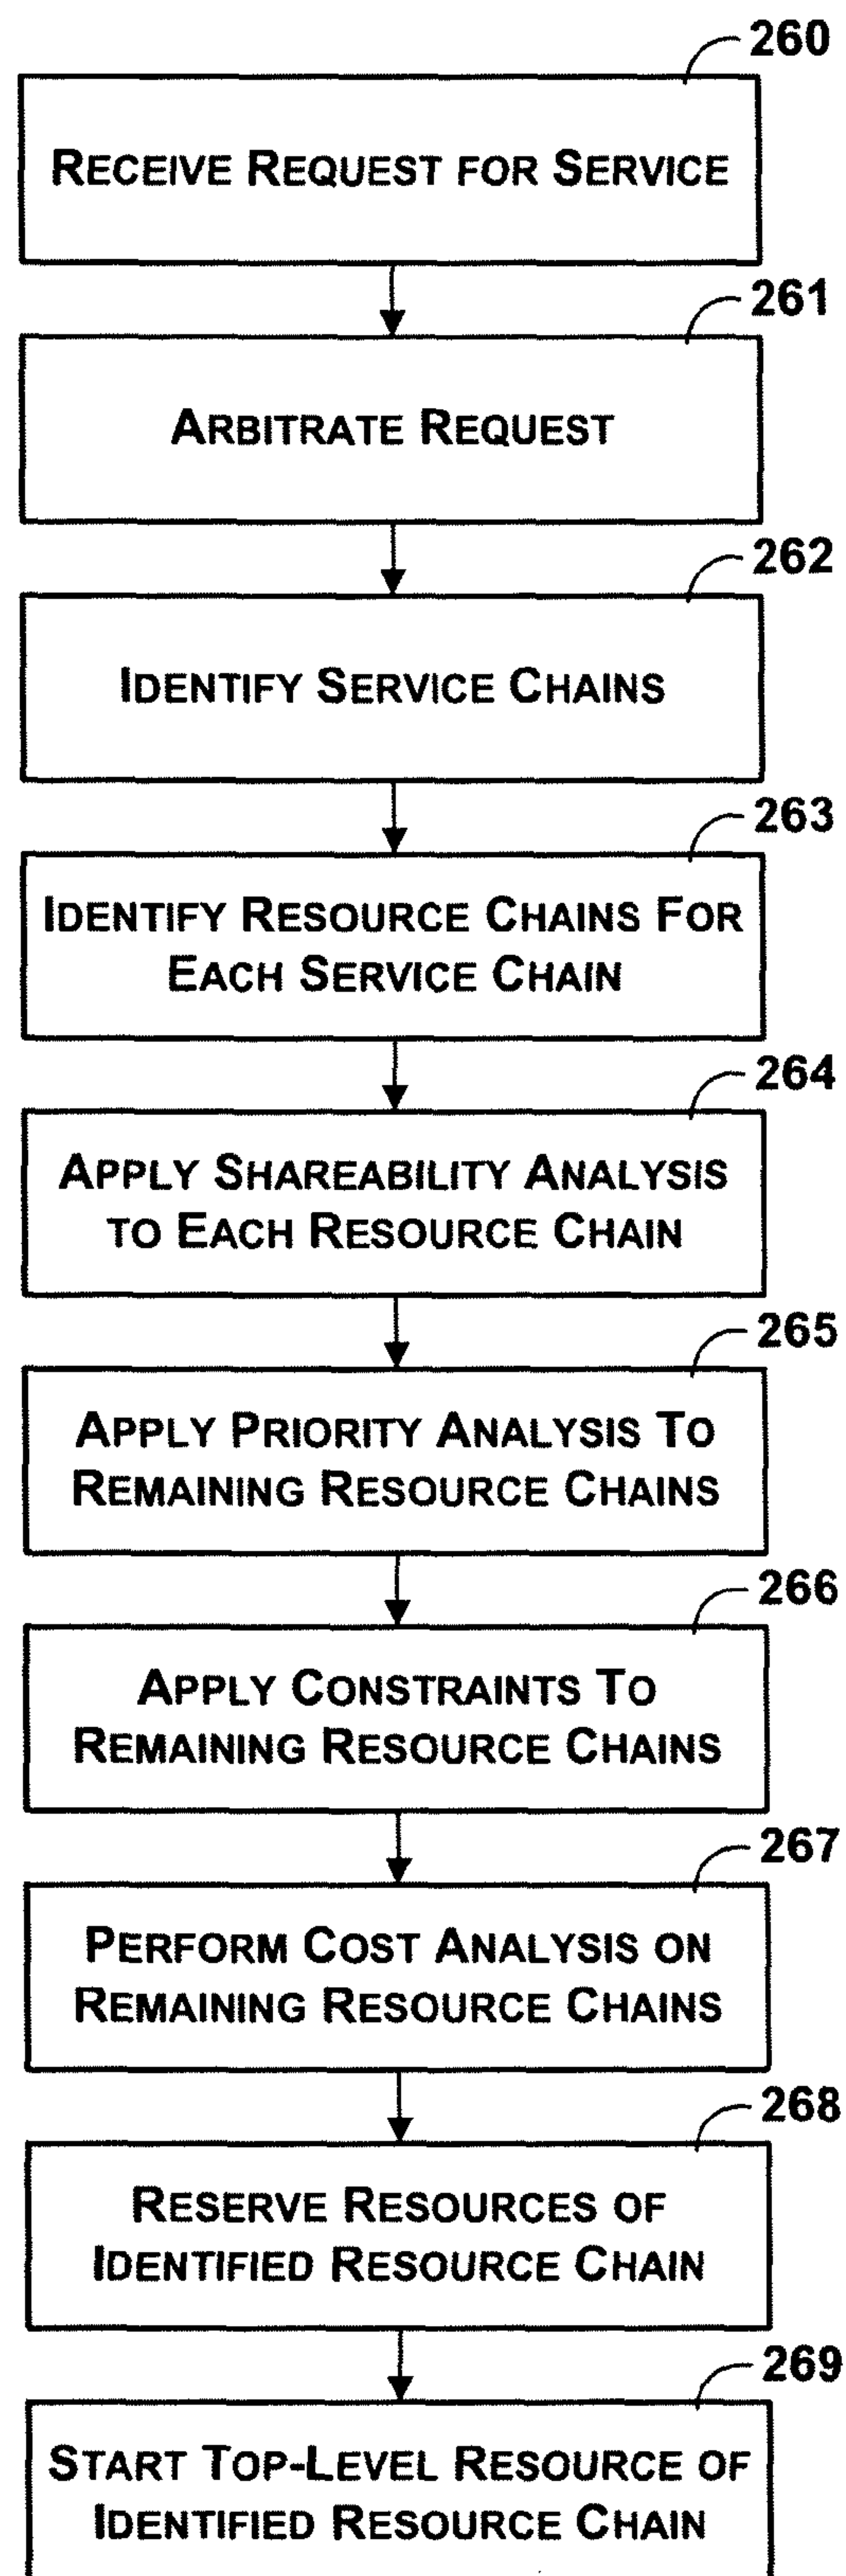 260
RECEIVE REQUEST FOR SERVICE
261
ARBITRATE REQUEST
262
IDENTIFY SERVICE CHAINS
263
IDENTIFY RESOURCE CHAINS FOR
EACH SERVICE CHAIN
264
APPLY SHAREABILITY ANALYSIS
TO EACH RESOURCE CHAIN
265
APPLY PRIORITY ANALYSIS TO
REMAINING RESOURCE CHAINS
266
APPLY CONSTRAINTS TO
REMAINING RESOURCE CHAINS
267
PERFORM COST ANALYSIS ON
REMAINING RESOURCE CHAINS
268
RESERVE RESOURCES OF
IDENTIFIED RESOURCE CHAIN
269
START TOP-LEVEL RESOURCE OF
IDENTIFIED RESOURCE CHAIN